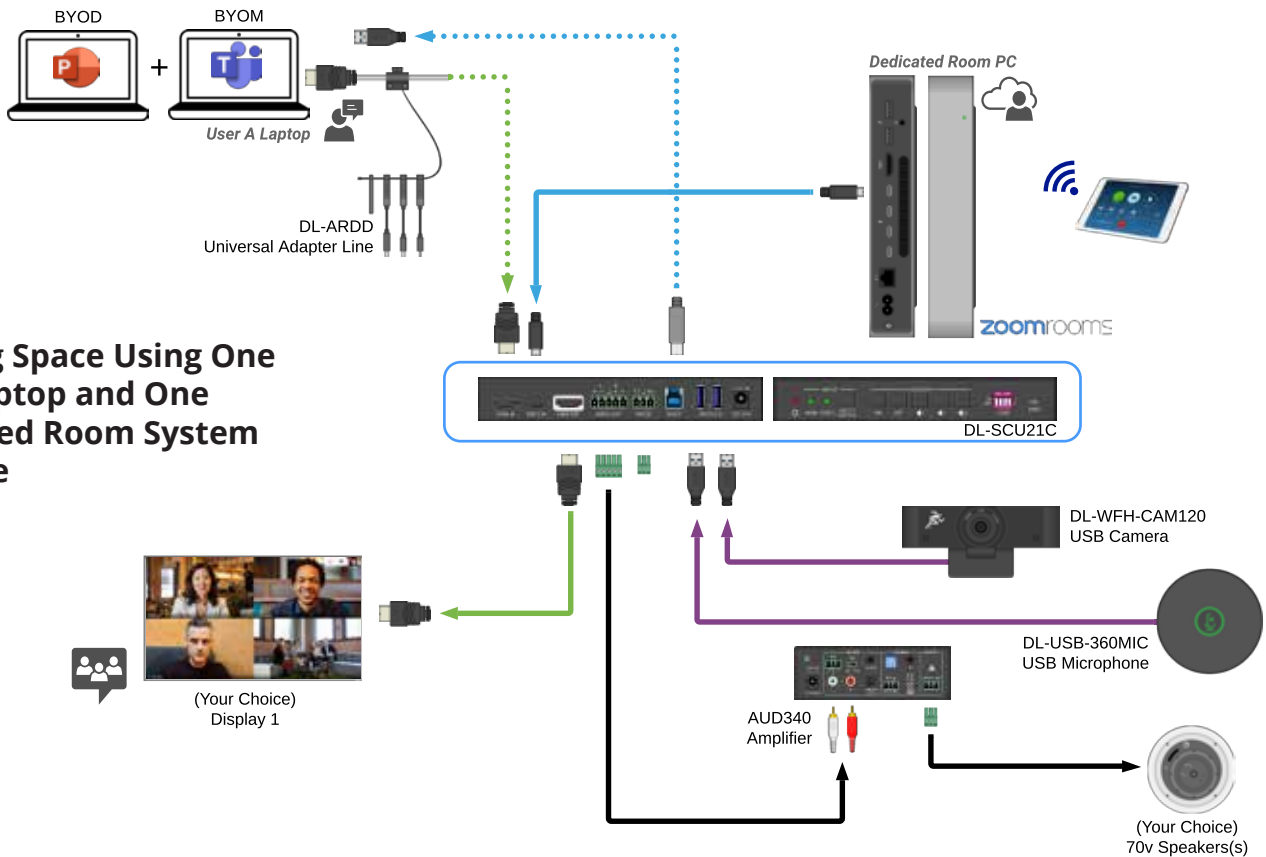 BYOD
BYOM
P
+
T
User A Laptop
DL-ARDD
Universal Adapter Line
Dedicated Room PC
zoomrooms
g Space Using One
ptop and One
ed Room System
e
DL-SCU21C
DL-WFH-CAM120
USB Camera
DL-USB-360MIC
USB Microphone
(Your Choice)
Display 1
AUD340
Amplifier
(Your Choice)
70v Speakers(s)